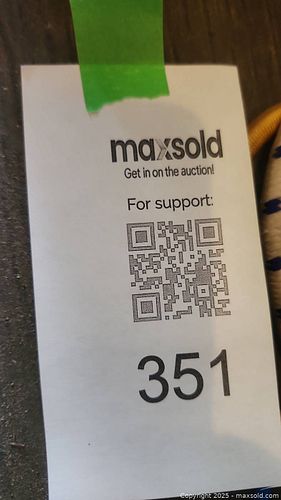 maxsold
Get in on the auction!
For support:
351
Copyright 2025 - maxsold.com